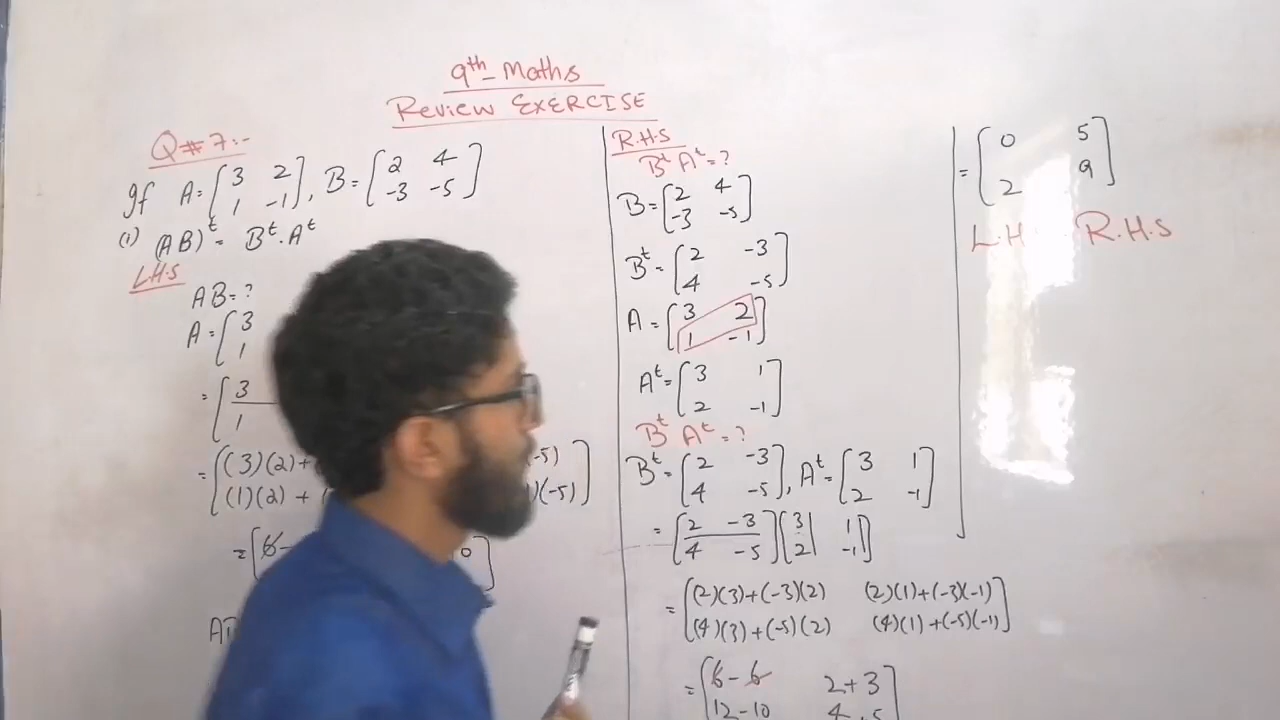 9th - Maths
Review EXERCISE
Q#7:-
If A=[3 2
1 -1], B=[2 4
-3 -5]
(i) (AB)^t = B^t.A^t
L.H.S
AB=?
A=[3
1
=[3
1
=[(3)(2)+ -5)
(1)(2)+ )(-5)]
=[6- 0]
R.H.S
B^t A^t=?
B=[2 4
-3 -5]
B^t=[2 -3
4 -5]
A=[3 2
1 -1]
A^t=[3 1
2 -1]
B^t A^t=?
B^t=[2 -3
4 -5], A^t=[3 1
2 -1]
=[2 -3
4 -5][3 1
2 -1]
=[(2)(3)+(-3)(2) (2)(1)+(-3)(-1)
(4)(3)+(-5)(2) (4)(1)+(-5)(-1)]
=[6-6 2+3
12-10 4 5]
=[0 5
2 9]
L.H R.H.S